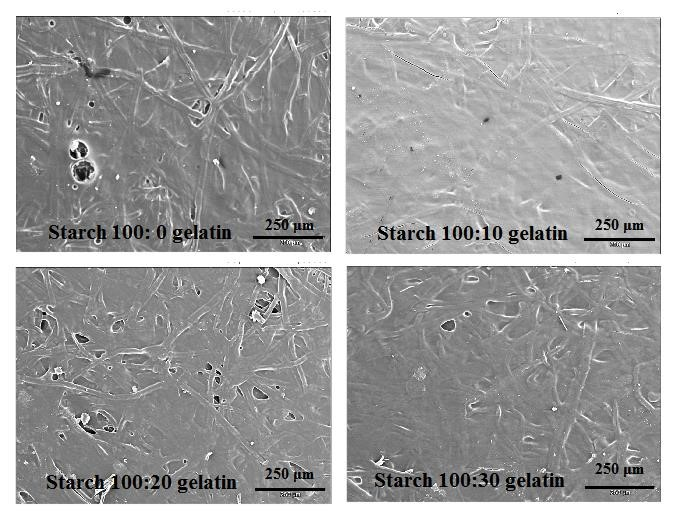 Starch 100: 0 gelatin
250 µm
Starch 100:10 gelatin
250 µm
Starch 100:20 gelatin
250 µm
Starch 100:30 gelatin
250 µm